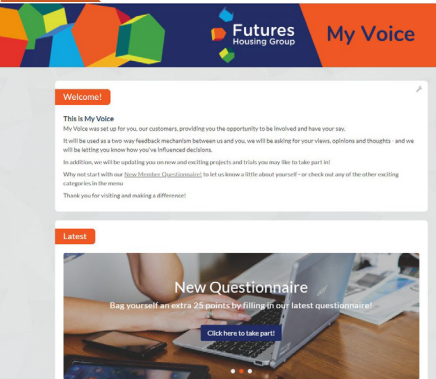 Futures
Housing Group
My Voice
Welcome!
This is My Voice
My Voice was set up for you, our customers, providing you the opportunity to be involved and have your say.
It will be used as a two-way feedback mechanism between us and you, we will be asking for your views, opinions and thoughts - and we
will be letting you know how you've influenced decisions.
In addition, we will be updating you on new and exciting projects and trials you may like to take part in!
Why not start with our New Member Questionnaire! to let us know a little about yourself - or check out any of the other exciting
categories in the menu
Thank you for visiting and making a difference!
Latest
New Questionnaire
Bag yourself an extra 25 points by filling in our latest questionnaire!
Click here to take part!